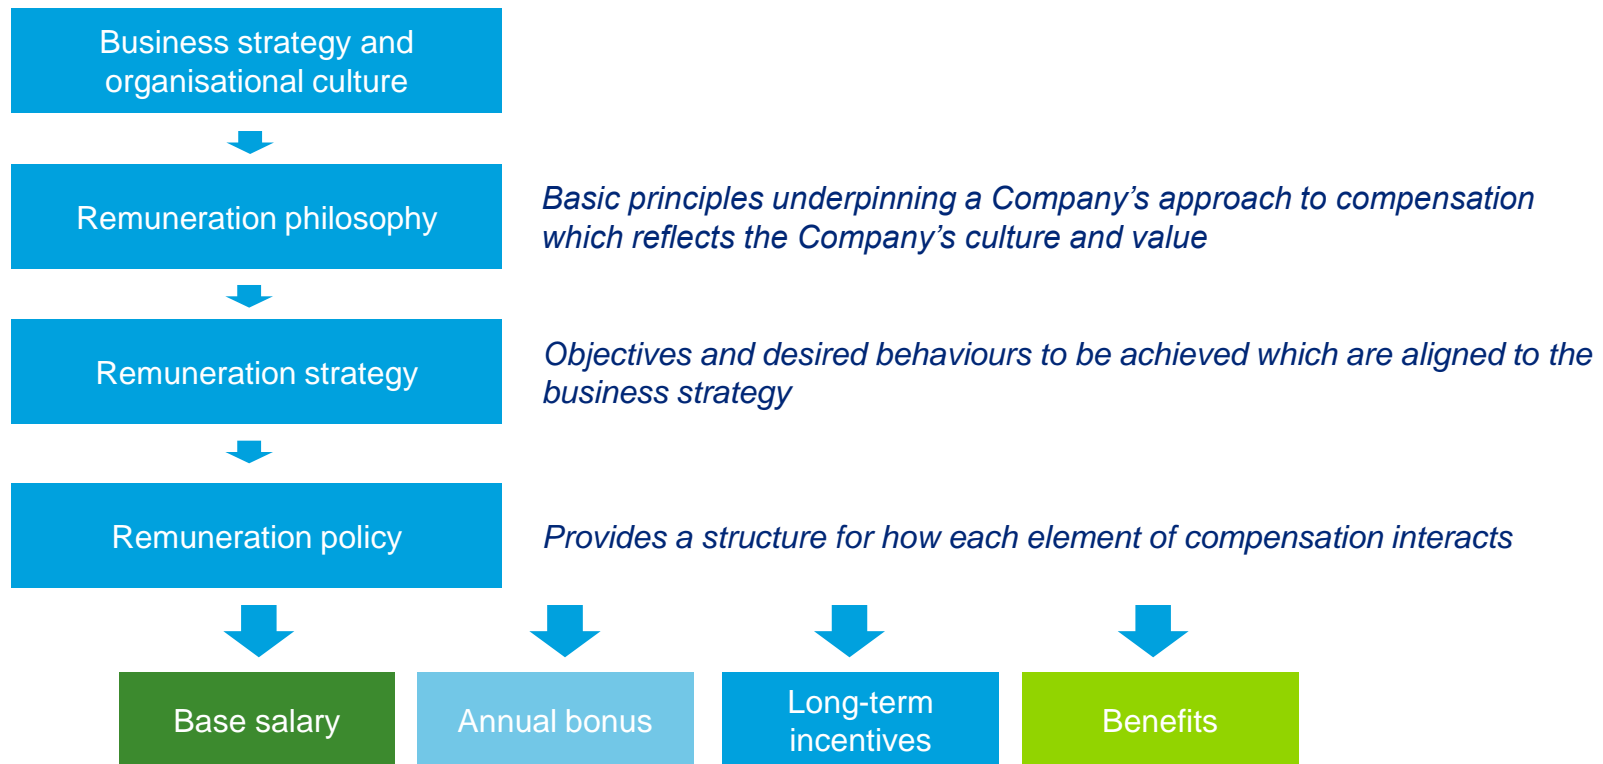 Business strategy and
organisational culture
Remuneration philosophy
Basic principles underpinning a Company's approach to compensation
which reflects the Company's culture and value
Remuneration strategy
Objectives and desired behaviours to be achieved which are aligned to the
business strategy
Remuneration policy
Provides a structure for how each element of compensation interacts
Base salary
Annual bonus
Long-term
incentives
Benefits